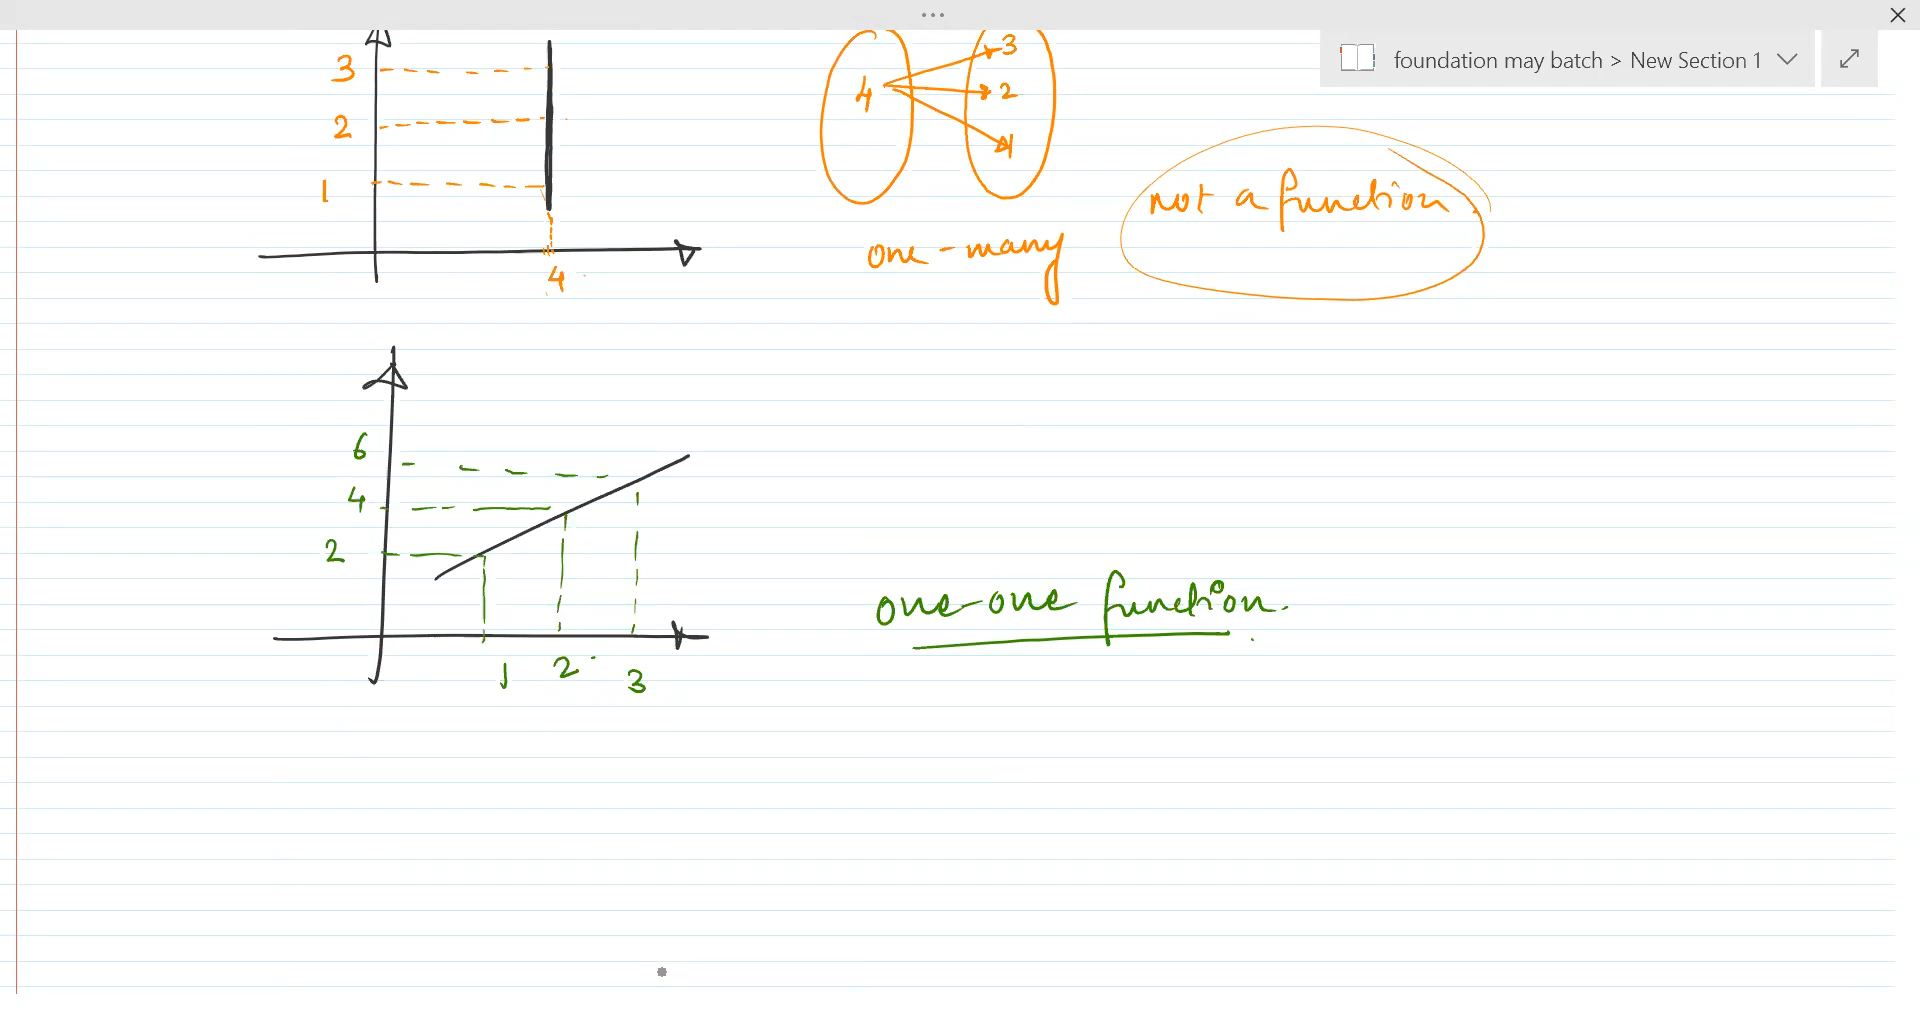 ...
foundation may batch > New Section 1
3
2
1
4
4
3
2
1
one-many
not a function
6
4
2
1 2 3
one-one function.